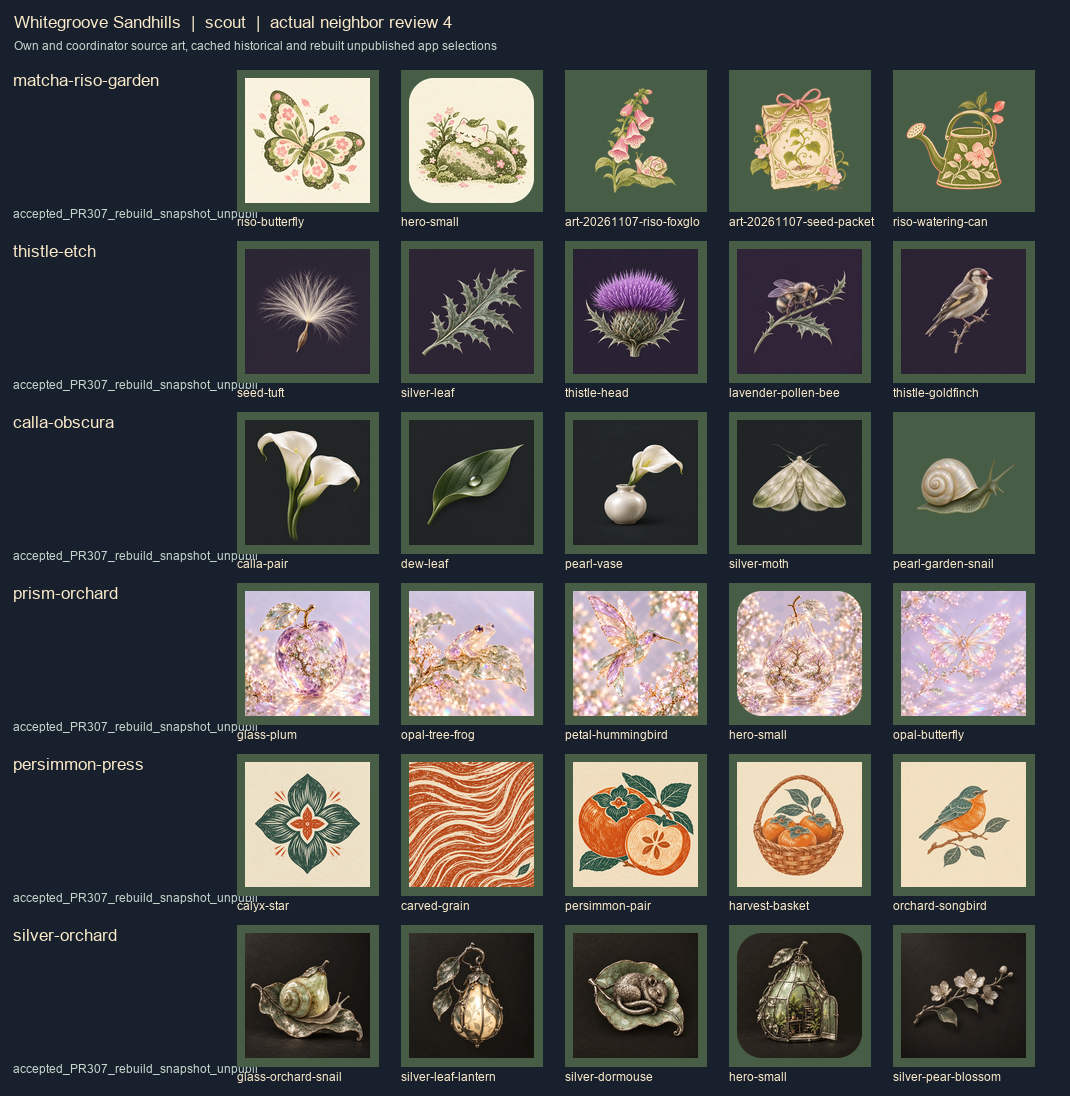 Whitegroove Sandhills | scout | actual neighbor review 4
Own and coordinator source art, cached historical and rebuilt unpublished app selections
matcha-riso-garden
accepted_PR307_rebuild_snapshot_unpubli
riso-butterfly
hero-small
art-20261107-riso-foxglo
art-20261107-seed-packet
riso-watering-can
thistle-etch
accepted_PR307_rebuild_snapshot_unpubli
seed-tuft
silver-leaf
thistle-head
lavender-pollen-bee
thistle-goldfinch
calla-obscura
accepted_PR307_rebuild_snapshot_unpubli
calla-pair
dew-leaf
pearl-vase
silver-moth
pearl-garden-snail
prism-orchard
accepted_PR307_rebuild_snapshot_unpubli
glass-plum
opal-tree-frog
petal-hummingbird
hero-small
opal-butterfly
persimmon-press
accepted_PR307_rebuild_snapshot_unpubli
calyx-star
carved-grain
persimmon-pair
harvest-basket
orchard-songbird
silver-orchard
accepted_PR307_rebuild_snapshot_unpubli
glass-orchard-snail
silver-leaf-lantern
silver-dormouse
hero-small
silver-pear-blossom